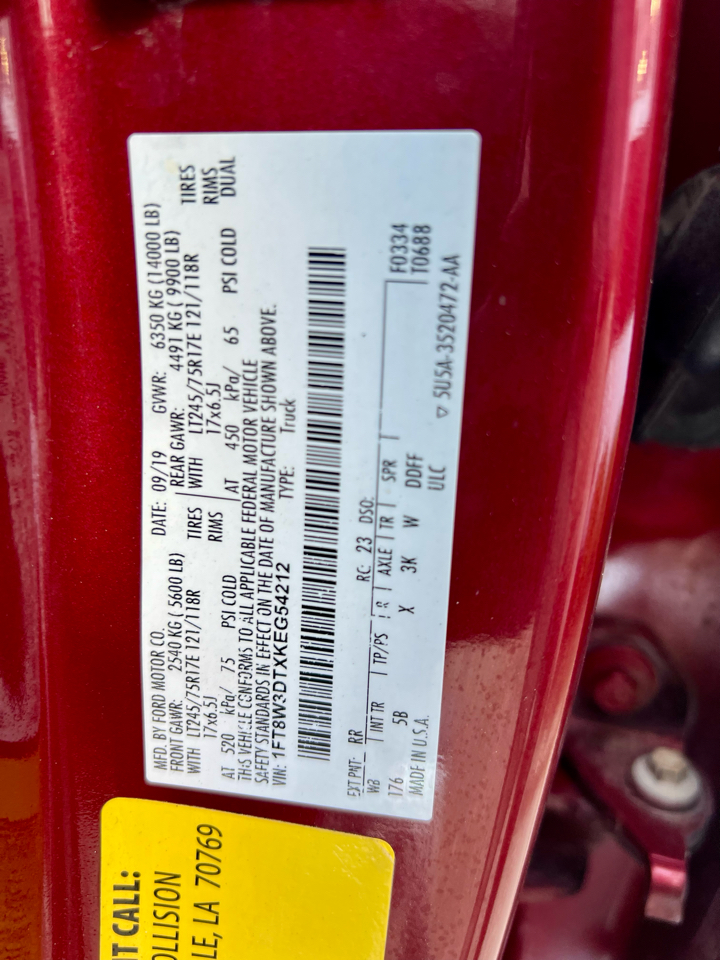 MFD. BY FORD MOTOR CO.
DATE: 09/19 GVWR: 6350 KG (14000 LB)
FRONT GAWR: 2540 KG ( 5600 LB) REAR GAWR: 4491 KG ( 9900 LB)
WITH LT245/75R17E 121/118R TIRES WITH LT245/75R17E 121/118R TIRES
17x6.5J RIMS 17x6.5J RIMS
AT 520 kPa/ 75 PSI COLD AT 450 kPa/ 65 PSI COLD DUAL
THIS VEHICLE CONFORMS TO ALL APPLICABLE FEDERAL MOTOR VEHICLE
SAFETY STANDARDS IN EFFECT ON THE DATE OF MANUFACTURE SHOWN ABOVE.
VIN: 1FT8W3DTXKEG54212 TYPE: Truck
EXT PNT: RR RC: 23 DSO: F0334
WB INT TR TP/PS R AXLE TR SPR T0688
176 5B X 3K W DDFF
MADE IN U.S.A. ULC ▽ 5U5A-3520472-AA
T CALL:
OLLISION
LE, LA 70769